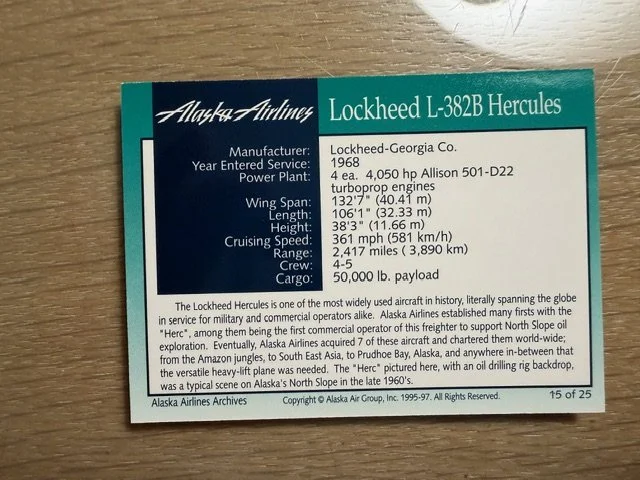 Alaska Airlines Lockheed L-382B Hercules
Manufacturer: Lockheed-Georgia Co.
Year Entered Service: 1968
Power Plant: 4 ea. 4,050 hp Allison 501-D22
turboprop engines
Wing Span: 132'7" (40.41 m)
Length: 106'1" (32.33 m)
Height: 38'3" (11.66 m)
Cruising Speed: 361 mph (581 km/h)
Range: 2,417 miles ( 3,890 km)
Crew: 4-5
Cargo: 50,000 lb. payload
The Lockheed Hercules is one of the most widely used aircraft in history, literally spanning the globe
in service for military and commercial operators alike. Alaska Airlines established many firsts with the
"Herc", among them being the first commercial operator of this freighter to support North Slope oil
exploration. Eventually, Alaska Airlines acquired 7 of these aircraft and chartered them world-wide;
from the Amazon jungles, to South East Asia, to Prudhoe Bay, Alaska, and anywhere in-between that
the versatile heavy-lift plane was needed. The "Herc" pictured here, with an oil drilling rig backdrop,
was a typical scene on Alaska's North Slope in the late 1960's.
Alaska Airlines Archives Copyright © Alaska Air Group, Inc. 1995-97. All Rights Reserved. 15 of 25